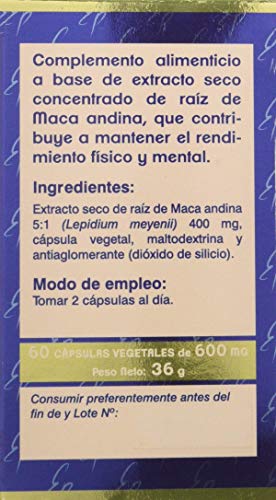 Complemento alimenticio
a base de extracto seco
concentrado de raíz de
Maca andina, que contri-
buye a mantener el rendi-
miento físico y mental.
Ingredientes:
Extracto seco de raíz de Maca andina
5:1 (Lepidium meyenii) 400 mg,
cápsula vegetal, maltodextrina y
antiaglomerante (dióxido de silicio).
Modo de empleo:
Tomar 2 cápsulas al día.
60 CÁPSULAS VEGETALES de 600 mg
Peso Neto: 36 g
Consumir preferentemente antes del
fin de y Lote Nº: